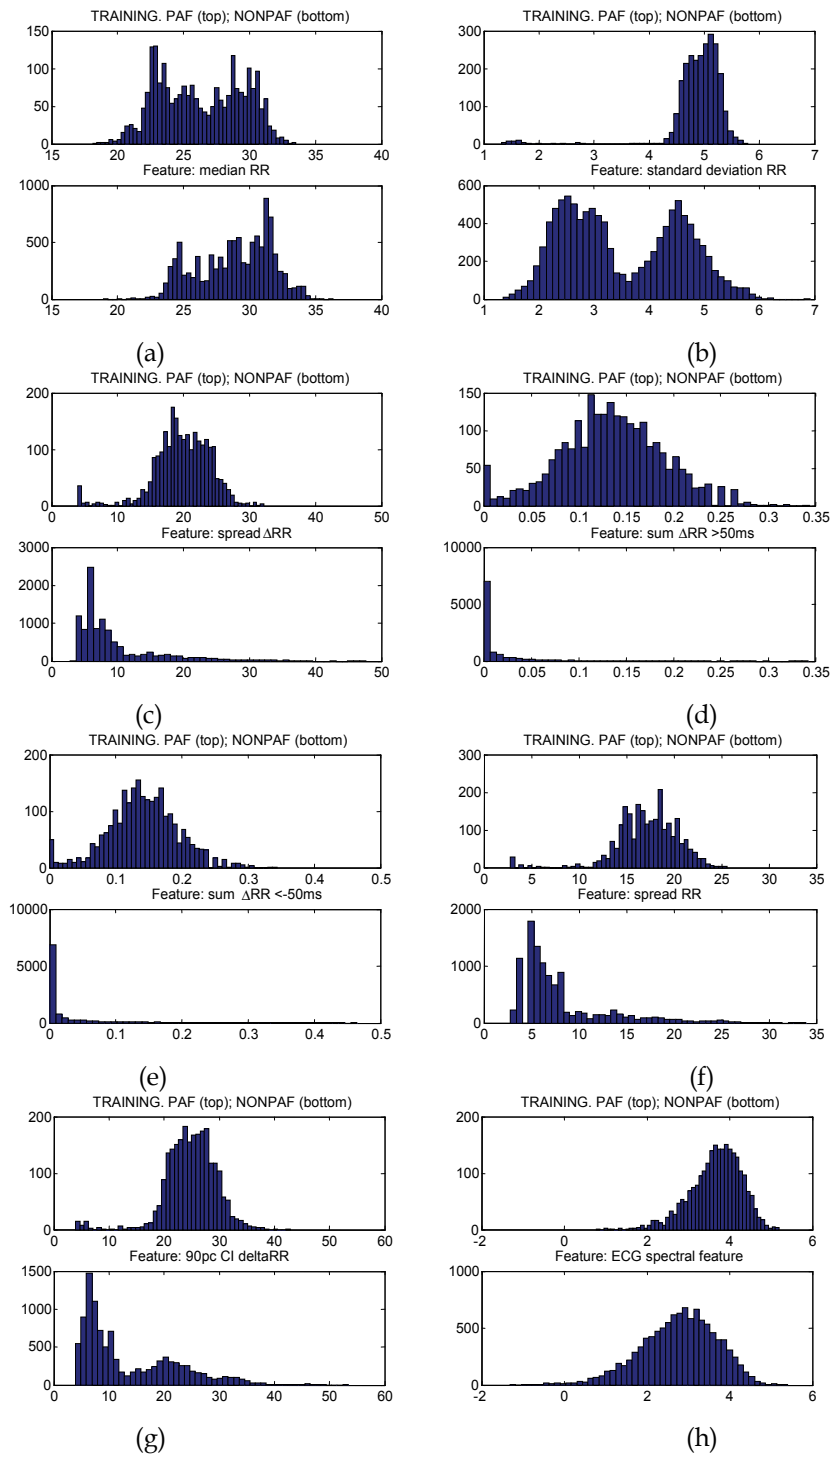 TRAINING. PAF (top); NONPAF (bottom)
150
100
50
0
15 20 25 30 35 40
Feature: median RR
1000
500
0
15 20 25 30 35 40
(a)
TRAINING. PAF (top); NONPAF (bottom)
300
200
100
0
1 2 3 4 5 6 7
Feature: standard deviation RR
600
400
200
0
1 2 3 4 5 6 7
(b)
TRAINING. PAF (top); NONPAF (bottom)
200
100
0
0 10 20 30 40 50
Feature: spread ΔRR
3000
2000
1000
0
0 10 20 30 40 50
(c)
TRAINING. PAF (top); NONPAF (bottom)
150
100
50
0
0 0.05 0.1 0.15 0.2 0.25 0.3 0.35
Feature: sum ΔRR >50ms
10000
5000
0
0 0.05 0.1 0.15 0.2 0.25 0.3 0.35
(d)
TRAINING. PAF (top); NONPAF (bottom)
200
100
0
0 0.1 0.2 0.3 0.4 0.5
Feature: sum ΔRR <-50ms
10000
5000
0
0 0.1 0.2 0.3 0.4 0.5
(e)
TRAINING. PAF (top); NONPAF (bottom)
300
200
100
0
0 5 10 15 20 25 30 35
Feature: spread RR
2000
1000
0
0 5 10 15 20 25 30 35
(f)
TRAINING. PAF (top); NONPAF (bottom)
200
100
0
0 10 20 30 40 50 60
Feature: 90pc CI deltaRR
1500
1000
500
0
0 10 20 30 40 50 60
(g)
TRAINING. PAF (top); NONPAF (bottom)
200
100
0
-2 0 2 4 6
Feature: ECG spectral feature
1000
500
0
-2 0 2 4 6
(h)